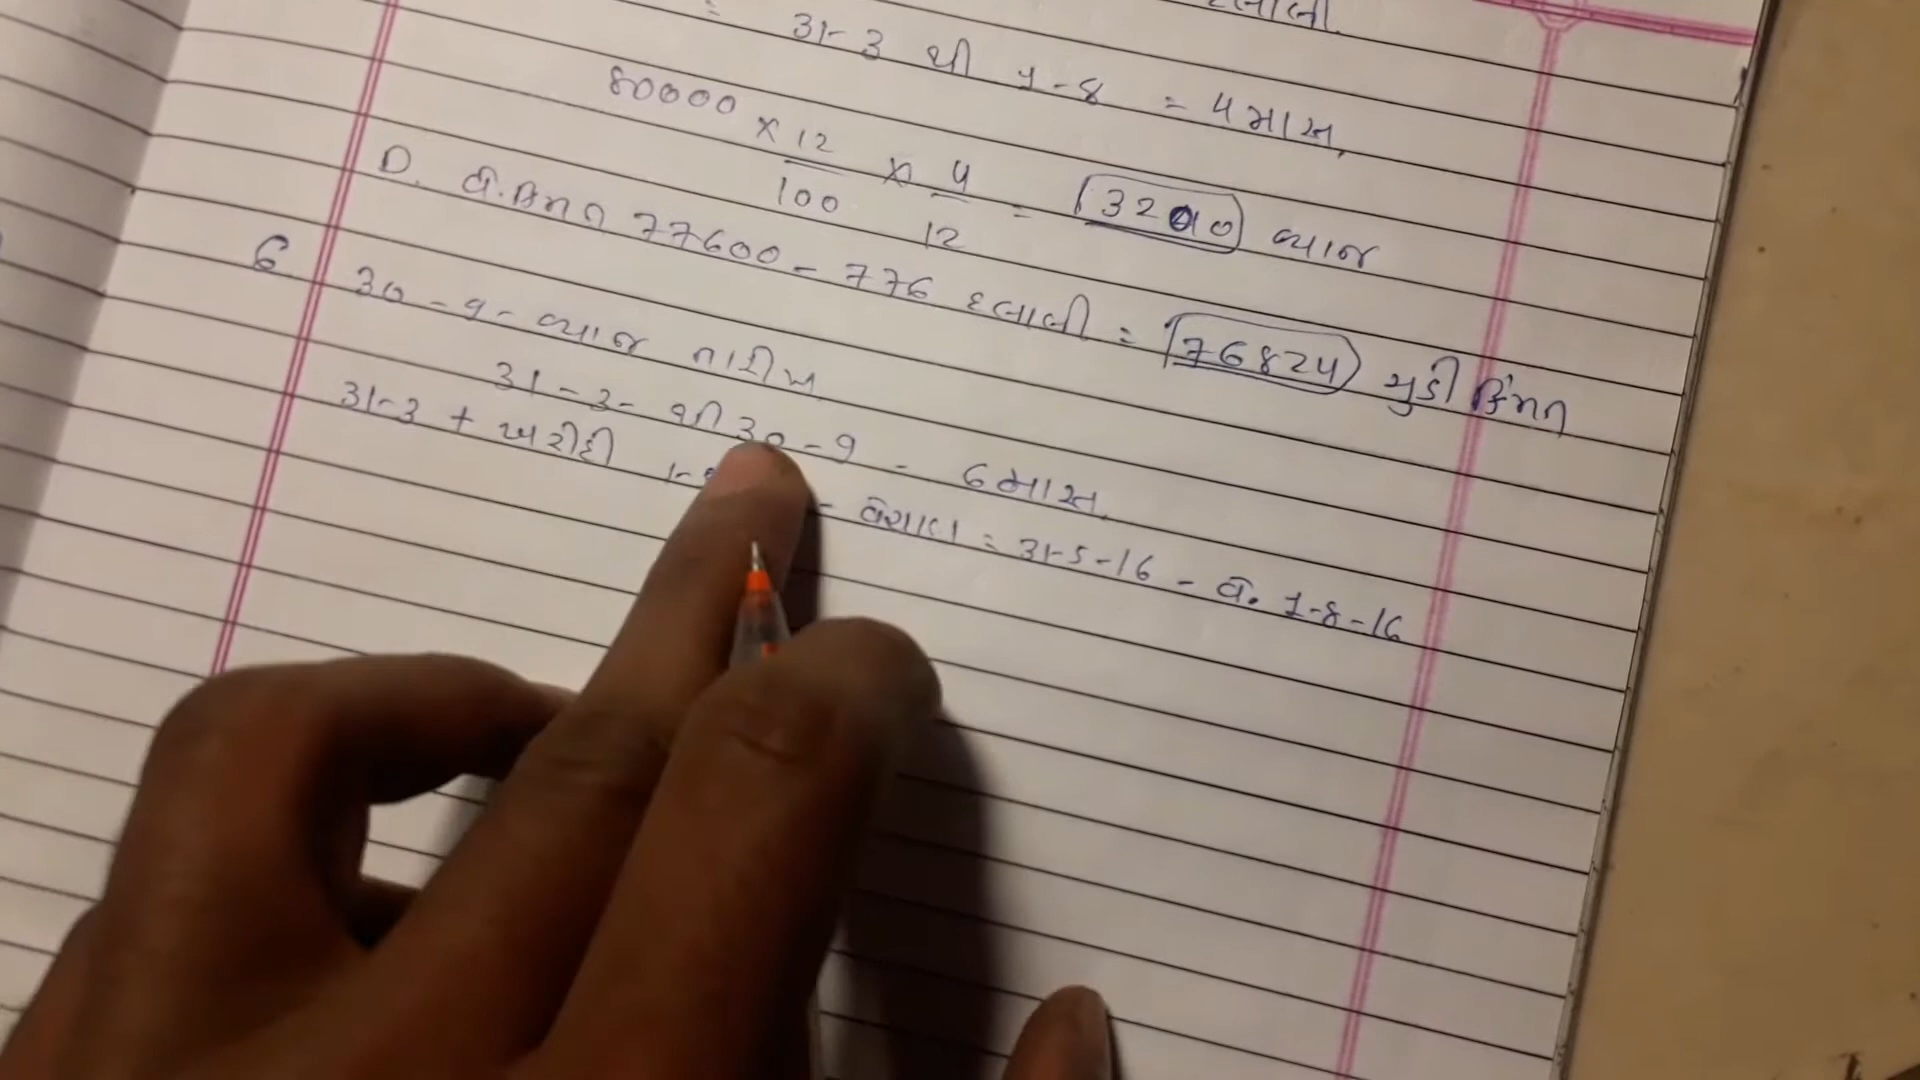 = 31-3 થી 1-8 = 4 માસ.
80000 × 12/100 × 4/12 = 3200 વ્યાજ
D. વે.કિંમત 77600 - 776 દલાલી = 76824 મુડી કિંમત
6 30-9- વ્યાજ તારીખ
31-3- થી 30-9 - 6 માસ.
31-3 + ખરીદી 1- - વેચાણ = 31-5-16 - વે. 1-8-16